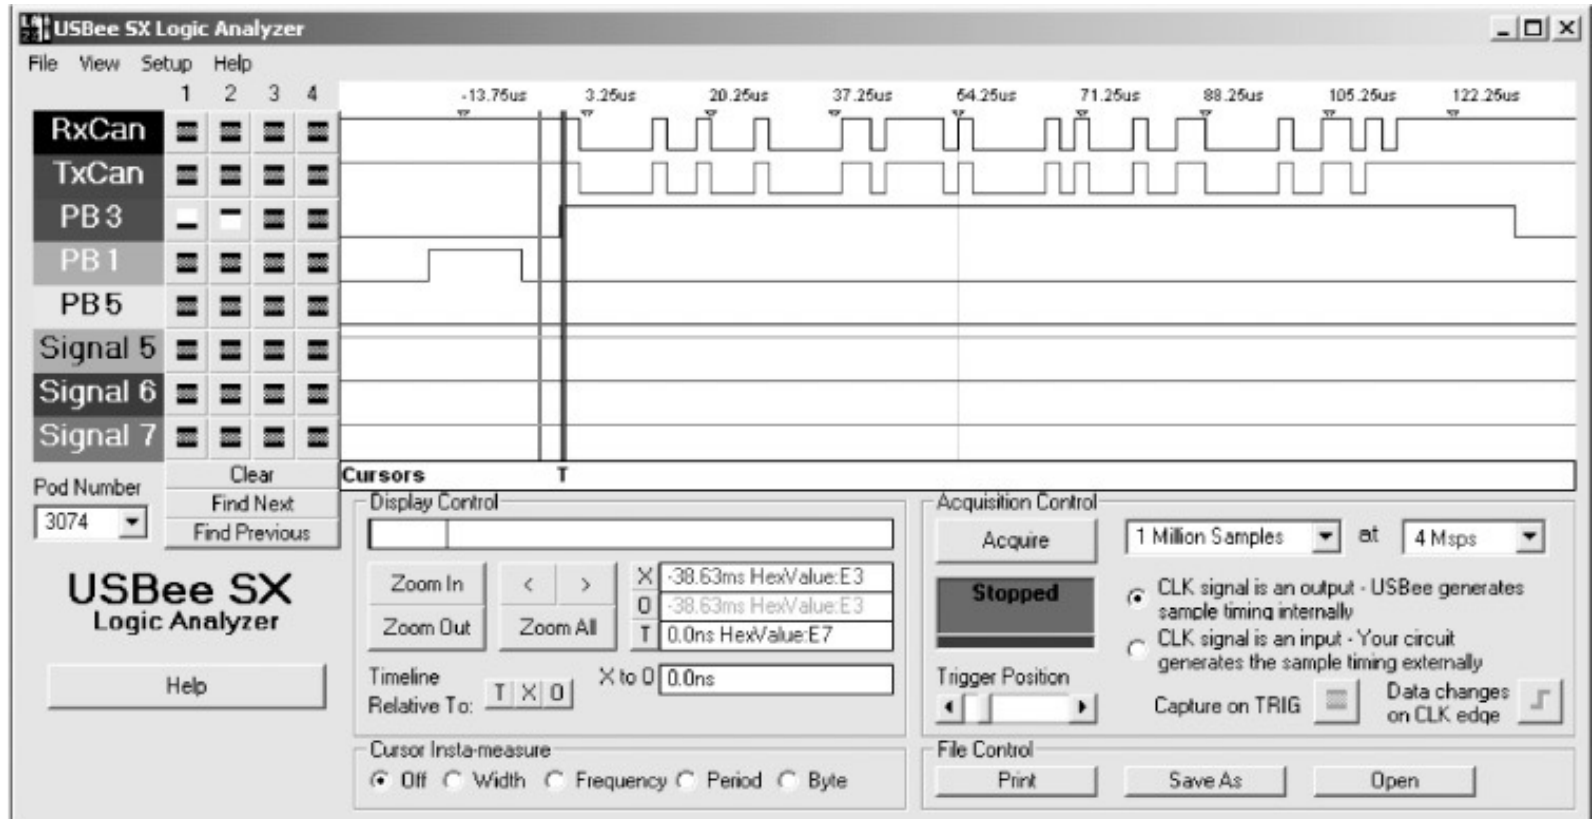 USBee SX Logic Analyzer
File View Setup Help
1 2 3 4
-13.75us 3.25us 20.25us 37.25us 54.25us 71.25us 88.25us 105.25us 122.25us
RxCan
TxCan
PB 3
PB 1
PB 5
Signal 5
Signal 6
Signal 7
Cursors T
Pod Number
3074
Clear
Find Next
Find Previous
USBee SX
Logic Analyzer
Help
Display Control
Zoom In < >
Zoom Out Zoom All
X -38.63ms HexValue:E3
O -38.63ms HexValue:E3
T 0.0ns HexValue:E7
Timeline
Relative To: T X O
X to O 0.0ns
Cursor Insta-measure
Off Width Frequency Period Byte
Acquisition Control
Acquire
1 Million Samples at 4 Msps
Stopped
CLK signal is an output - USBee generates
sample timing internally
CLK signal is an input - Your circuit
generates the sample timing externally
Trigger Position
Capture on TRIG
Data changes
on CLK edge
File Control
Print Save As Open